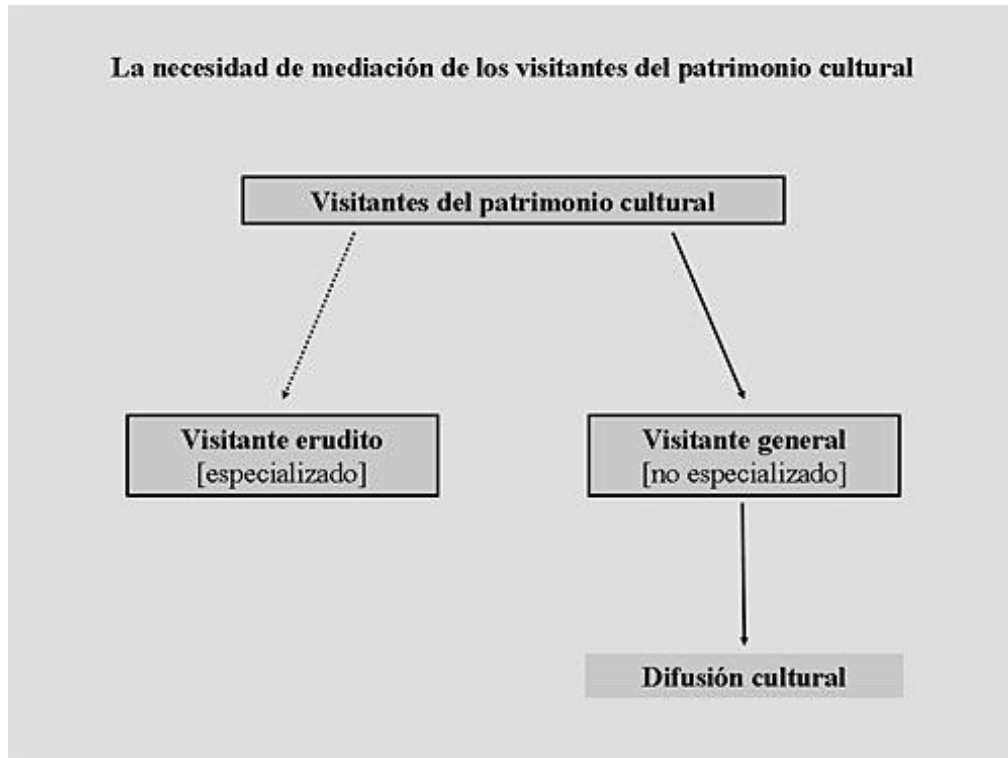 La necesidad de mediación de los visitantes del patrimonio cultural
Visitantes del patrimonio cultural
Visitante erudito
[especializado]
Visitante general
[no especializado]
Difusión cultural